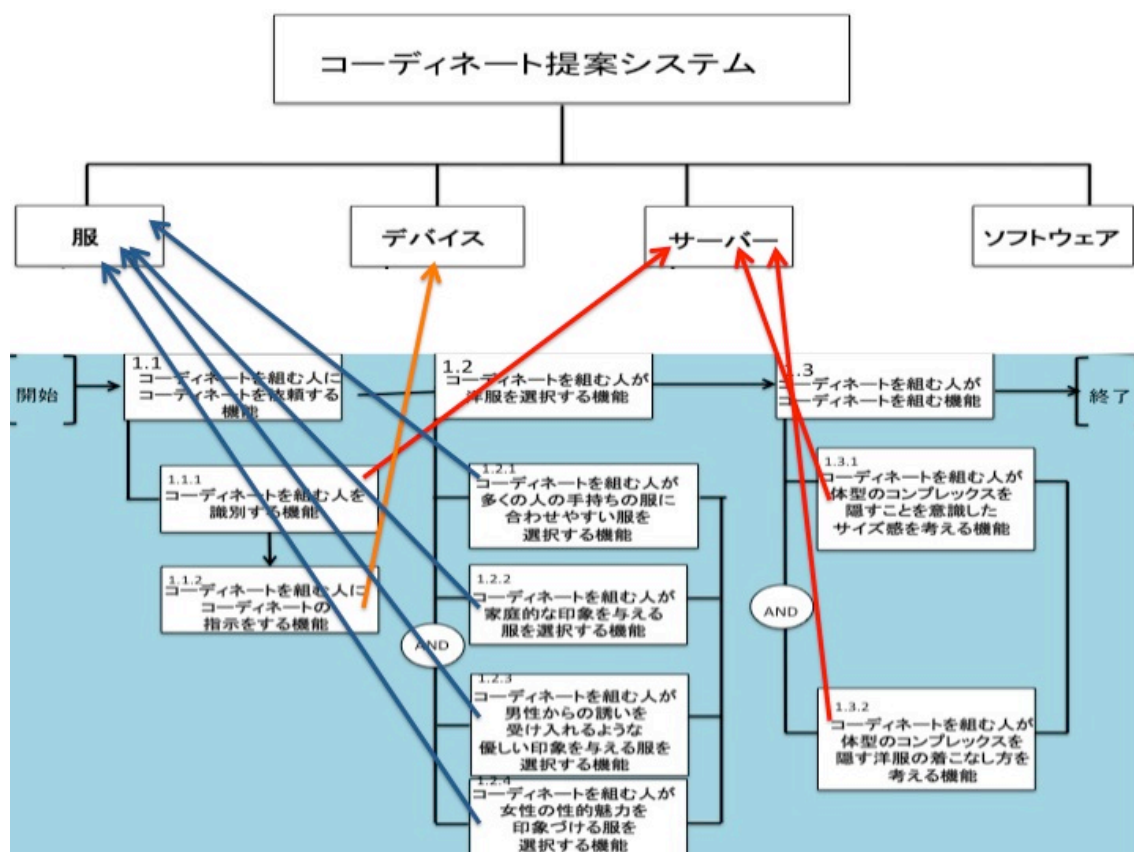 コーディネート提案システム
服
デバイス
サーバー
ソフトウェア
開始
1.1
コーディネートを組む人に
コーディネートを依頼する
機能
1.2
コーディネートを組む人が
洋服を選択する機能
1.3
コーディネートを組む人が
コーディネートを組む機能
終了
1.1.1
コーディネートを組む人を
識別する機能
1.1.2
コーディネートを組む人に
コーディネートの
指示をする機能
1.2.1
コーディネートを組む人が
多くの人の手持ちの服に
合わせやすい服を
選択する機能
1.2.2
コーディネートを組む人が
家庭的な印象を与える
服を選択する機能
AND
1.2.3
コーディネートを組む人が
男性からの誘いを
受け入れるような
優しい印象を与える服を
選択する機能
1.2.4
コーディネートを組む人が
女性の性的魅力を
印象づける服を
選択する機能
1.3.1
コーディネートを組む人が
体型のコンプレックスを
隠すことを意識した
サイズ感を考える機能
AND
1.3.2
コーディネートを組む人が
体型のコンプレックスを
隠す洋服の着こなし方を
考える機能